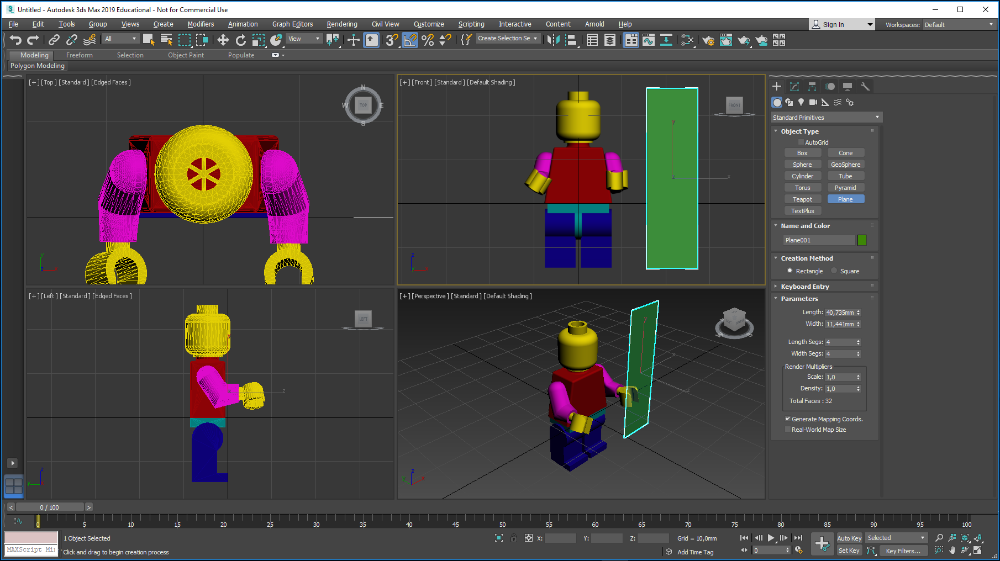 Untitled - Autodesk 3ds Max 2019 Educational - Not for Commercial Use
File Edit Tools Group Views Create Modifiers Animation Graph Editors Rendering Civil View Customize Scripting Interactive Content Arnold Help Sign In Workspaces: Default
All View Create Selection Se
Modeling Freeform Selection Object Paint Populate
Polygon Modeling
[+] [Top] [Standard] [Edged Faces]
N W TOP E S
y z x
[+] [Front] [Standard] [Default Shading]
FRONT
y z x
z y x
[+] [Left] [Standard] [Edged Faces]
LEFT
y x z
z y x
[+] [Perspective] [Standard] [Default Shading]
y x z
W S
z y x
Standard Primitives
Object Type
AutoGrid
Box Cone
Sphere GeoSphere
Cylinder Tube
Torus Pyramid
Teapot Plane
TextPlus
Name and Color
Plane001
Creation Method
Rectangle Square
Keyboard Entry
Parameters
Length: 40,735mm
Width: 11,441mm
Length Segs: 4
Width Segs: 4
Render Multipliers
Scale: 1,0
Density: 1,0
Total Faces : 32
Generate Mapping Coords.
Real-World Map Size
< 0 / 100 >
0 5 10 15 20 25 30 35 40 45 50 55 60 65 70 75 80 85 90 95 100
1 Object Selected X: Y: Z: Grid = 10,0mm Auto Key Selected
MAXScript Mi Click and drag to begin creation process Add Time Tag 0 Set Key Key Filters...